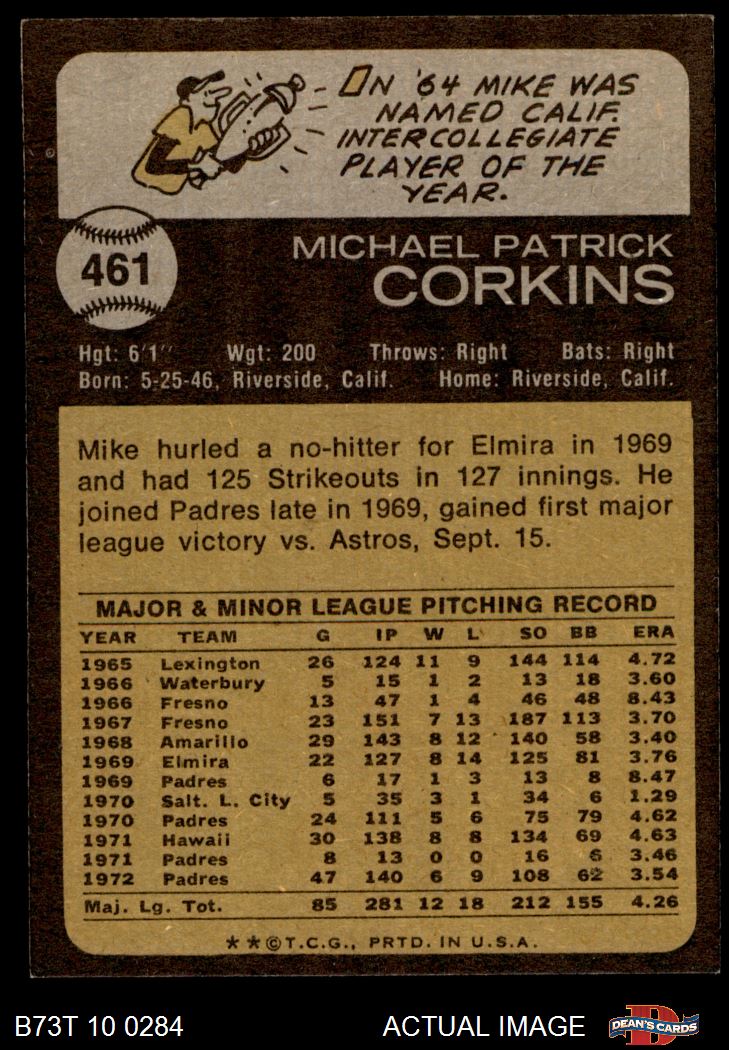 ON '64 MIKE WAS
NAMED CALIF.
INTERCOLLEGIATE
PLAYER OF THE
YEAR.
461
MICHAEL PATRICK
CORKINS
Hgt: 6'1" Wgt: 200 Throws: Right Bats: Right
Born: 5-25-46, Riverside, Calif. Home: Riverside, Calif.
Mike hurled a no-hitter for Elmira in 1969
and had 125 Strikeouts in 127 innings. He
joined Padres late in 1969, gained first major
league victory vs. Astros, Sept. 15.
MAJOR & MINOR LEAGUE PITCHING RECORD
YEAR TEAM G IP W L SO BB ERA
1965 Lexington 26 124 11 9 144 114 4.72
1966 Waterbury 5 15 1 2 13 18 3.60
1966 Fresno 13 47 1 4 46 48 8.43
1967 Fresno 23 151 7 13 187 113 3.70
1968 Amarillo 29 143 8 12 140 58 3.40
1969 Elmira 22 127 8 14 125 81 3.76
1969 Padres 6 17 1 3 13 8 8.47
1970 Salt. L. City 5 35 3 1 34 6 1.29
1970 Padres 24 111 5 6 75 79 4.62
1971 Hawaii 30 138 8 8 134 69 4.63
1971 Padres 8 13 0 0 16 6 3.46
1972 Padres 47 140 6 9 108 62 3.54
Maj. Lg. Tot. 85 281 12 18 212 155 4.26
★★©T.C.G., PRTD. IN U.S.A.
B73T 10 0284 ACTUAL IMAGE DEAN'S CARDS